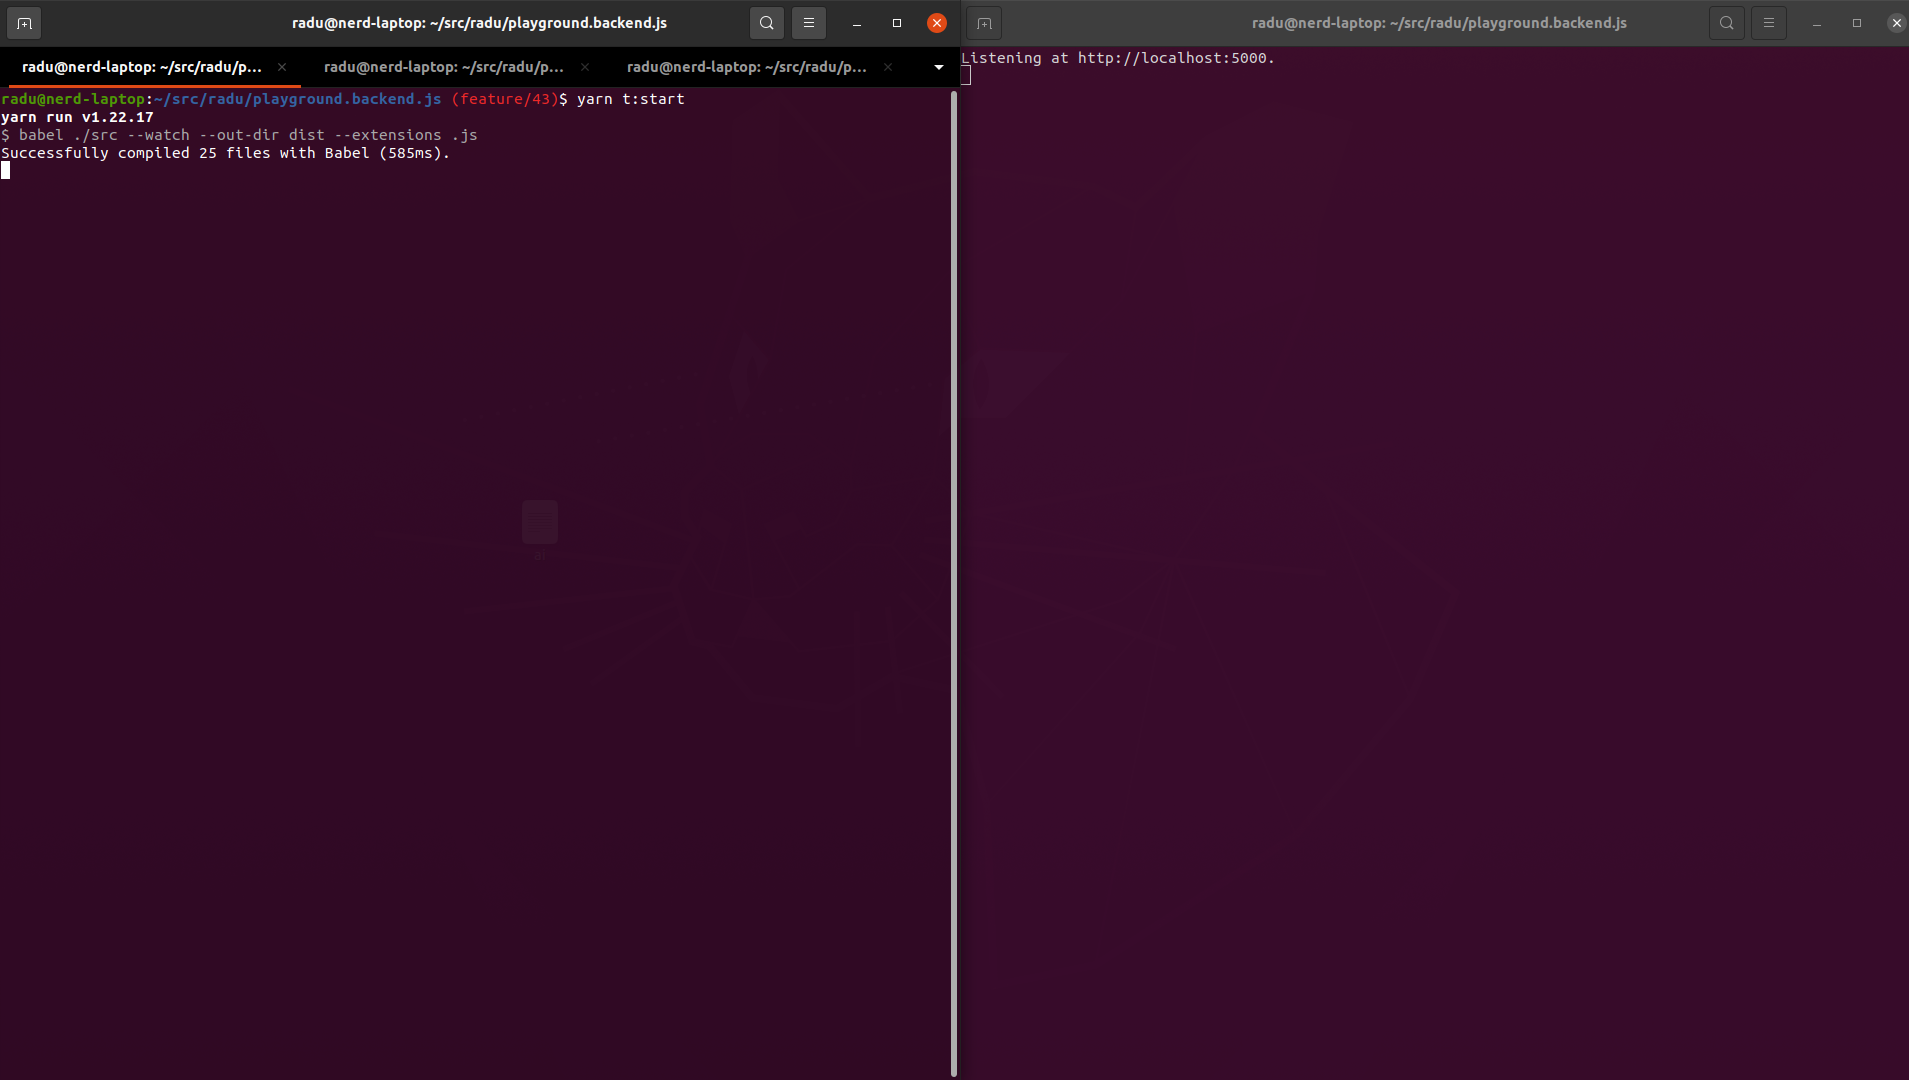 radu@nerd-laptop: ~/src/radu/playground.backend.js
radu@nerd-laptop: ~/src/radu/p...
radu@nerd-laptop: ~/src/radu/p...
radu@nerd-laptop: ~/src/radu/p...
radu@nerd-laptop:~/src/radu/playground.backend.js (feature/43)$ yarn t:start
yarn run v1.22.17
$ babel ./src --watch --out-dir dist --extensions .js
Successfully compiled 25 files with Babel (585ms).
radu@nerd-laptop: ~/src/radu/playground.backend.js
Listening at http://localhost:5000.